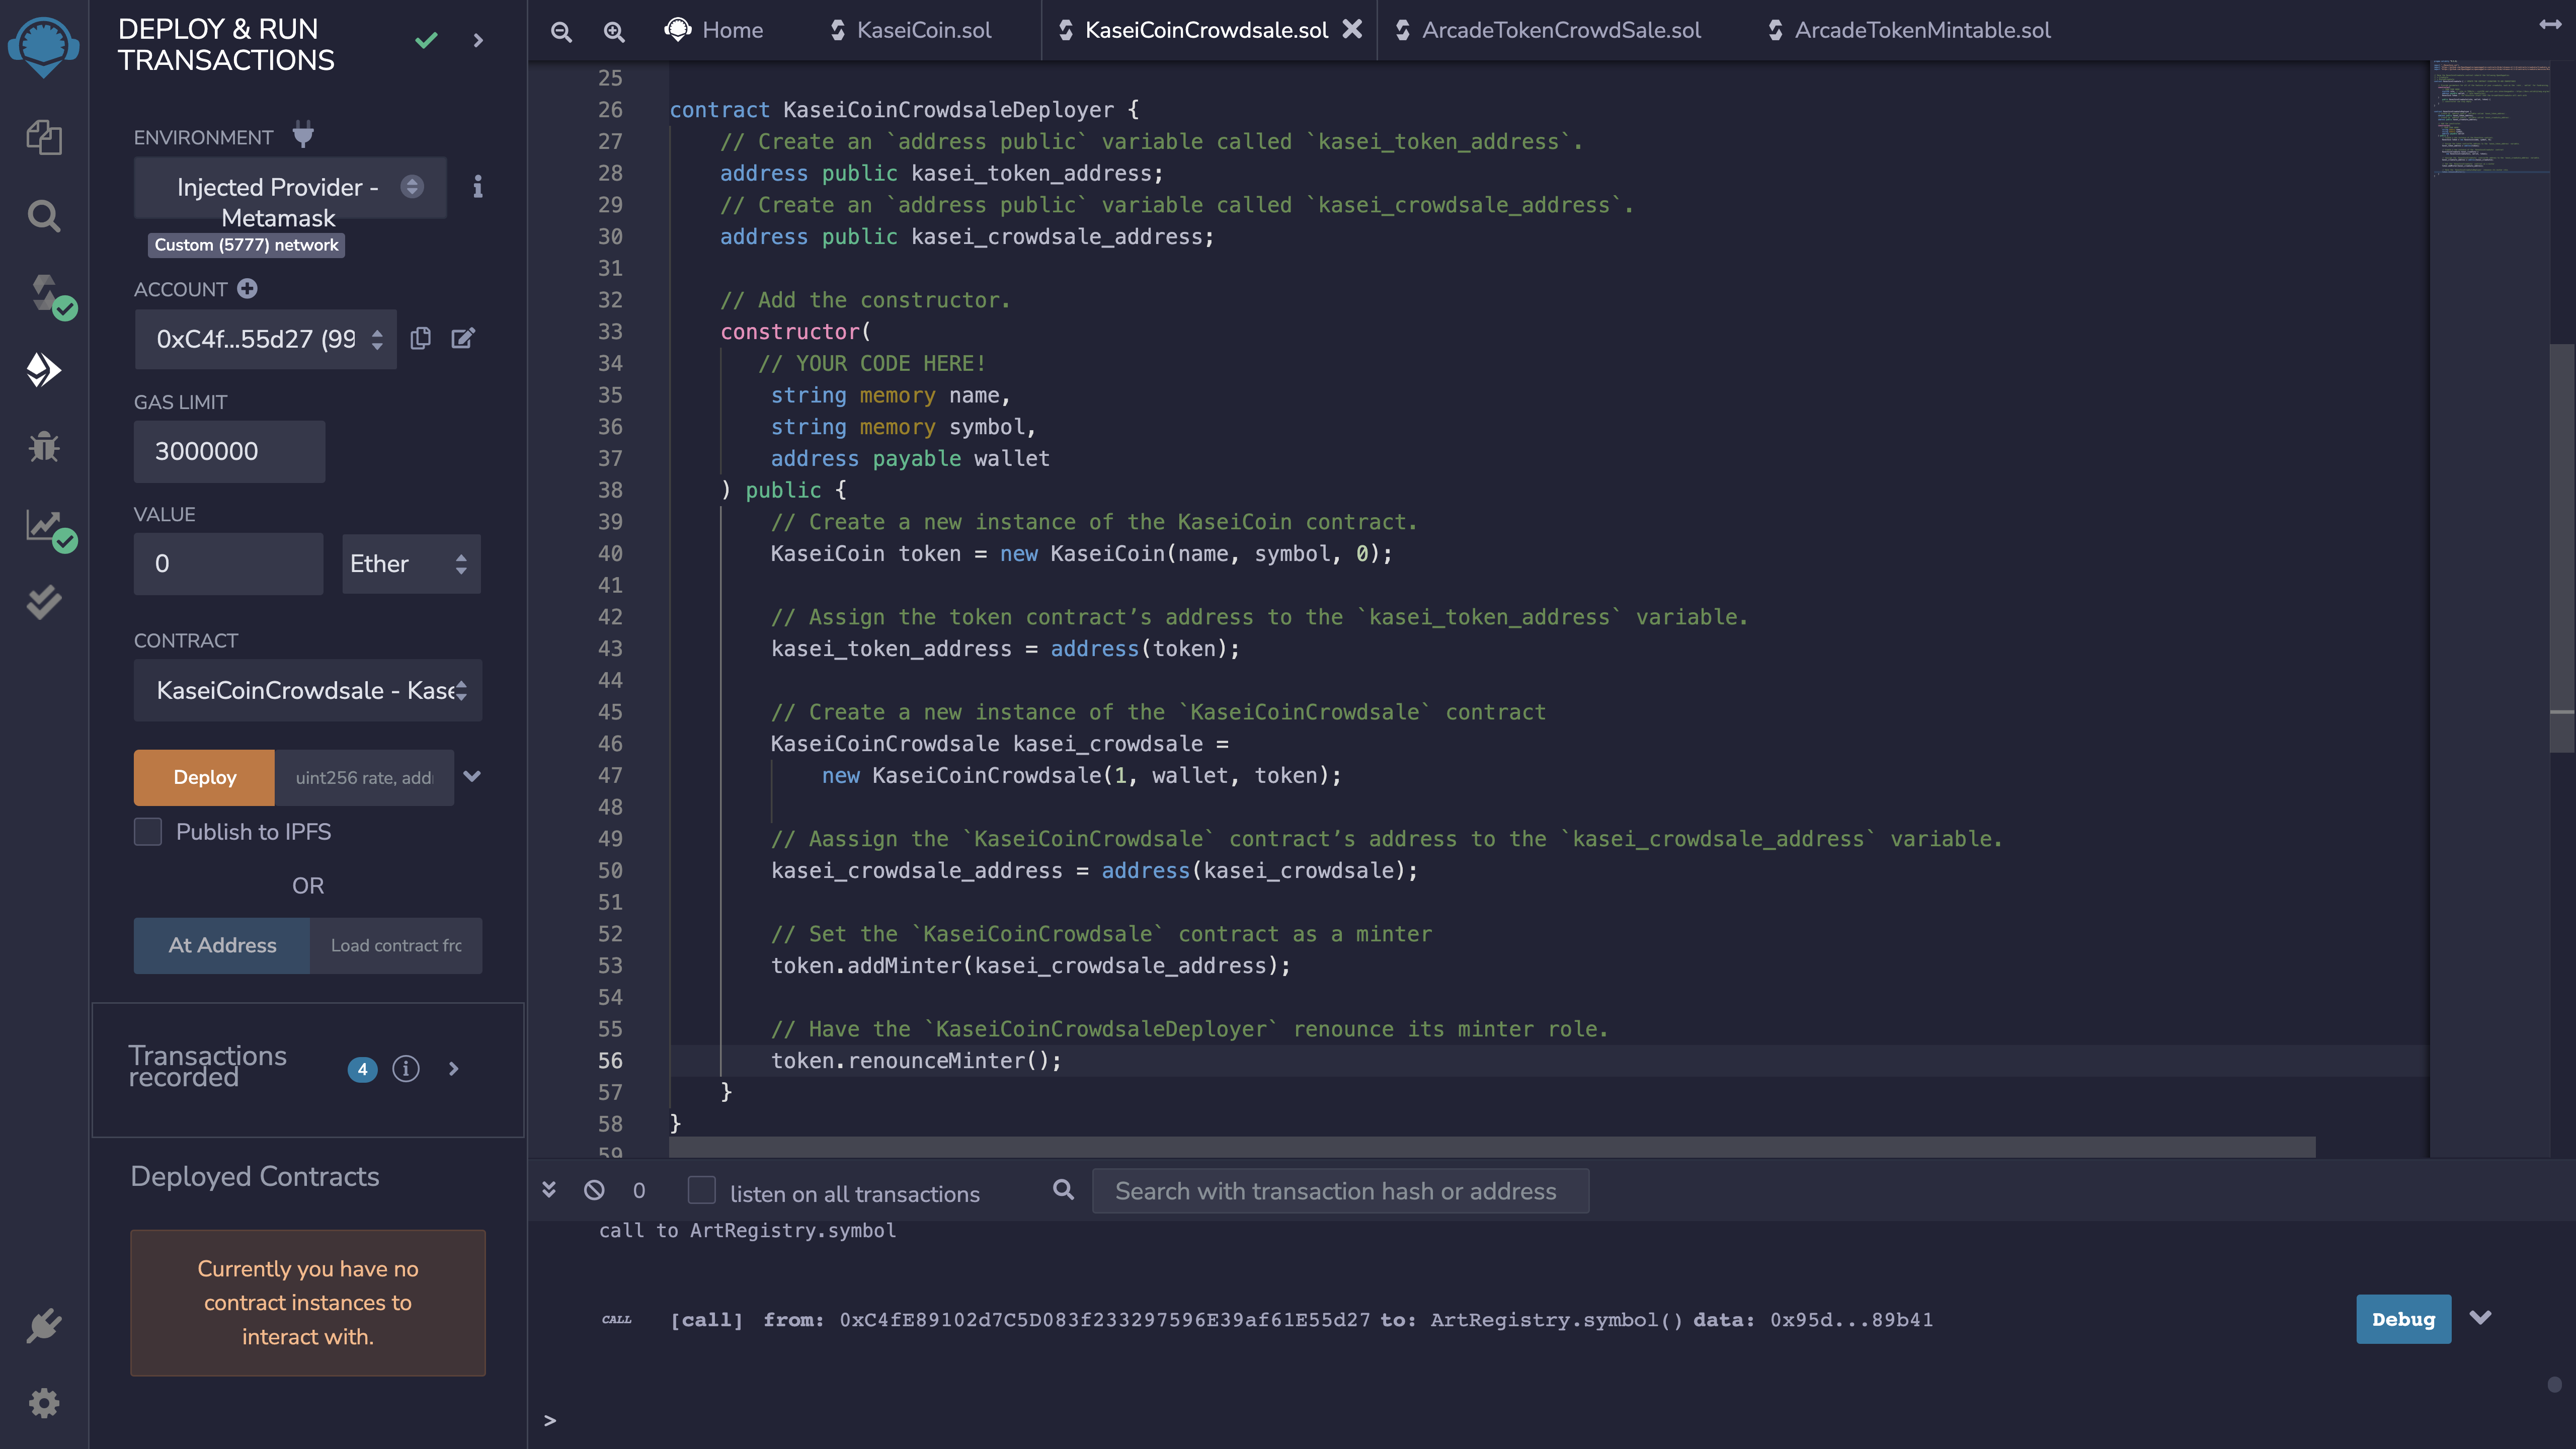 DEPLOY & RUN
TRANSACTIONS
ENVIRONMENT
Injected Provider -
Metamask
Custom (5777) network
ACCOUNT
0xC4f...55d27 (99
GAS LIMIT
3000000
VALUE
0
Ether
CONTRACT
KaseiCoinCrowdsale - Kase
Deploy
uint256 rate, add
Publish to IPFS
OR
At Address
Load contract frc
Transactions
recorded
4
Deployed Contracts
Currently you have no
contract instances to
interact with.
Home
KaseiCoin.sol
KaseiCoinCrowdsale.sol
ArcadeTokenCrowdSale.sol
ArcadeTokenMintable.sol
25
26 contract KaseiCoinCrowdsaleDeployer {
27 // Create an `address public` variable called `kasei_token_address`.
28 address public kasei_token_address;
29 // Create an `address public` variable called `kasei_crowdsale_address`.
30 address public kasei_crowdsale_address;
31
32 // Add the constructor.
33 constructor(
34 // YOUR CODE HERE!
35 string memory name,
36 string memory symbol,
37 address payable wallet
38 ) public {
39 // Create a new instance of the KaseiCoin contract.
40 KaseiCoin token = new KaseiCoin(name, symbol, 0);
41
42 // Assign the token contract’s address to the `kasei_token_address` variable.
43 kasei_token_address = address(token);
44
45 // Create a new instance of the `KaseiCoinCrowdsale` contract
46 KaseiCoinCrowdsale kasei_crowdsale =
47 new KaseiCoinCrowdsale(1, wallet, token);
48
49 // Aassign the `KaseiCoinCrowdsale` contract’s address to the `kasei_crowdsale_address` variable.
50 kasei_crowdsale_address = address(kasei_crowdsale);
51
52 // Set the `KaseiCoinCrowdsale` contract as a minter
53 token.addMinter(kasei_crowdsale_address);
54
55 // Have the `KaseiCoinCrowdsaleDeployer` renounce its minter role.
56 token.renounceMinter();
57 }
58 }
59
0
listen on all transactions
Search with transaction hash or address
call to ArtRegistry.symbol
CALL [call] from: 0xC4fE89102d7C5D083f233297596E39af61E55d27 to: ArtRegistry.symbol() data: 0x95d...89b41
Debug
>